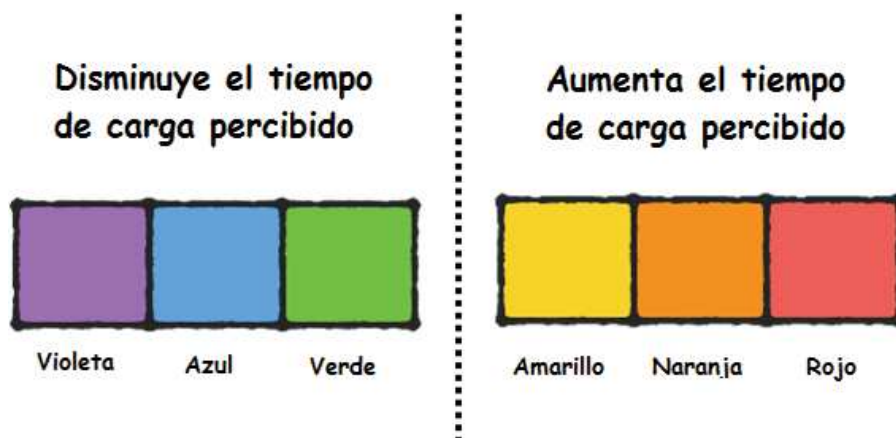 Disminuye el tiempo
de carga percibido
Violeta Azul Verde
Aumenta el tiempo
de carga percibido
Amarillo Naranja Rojo